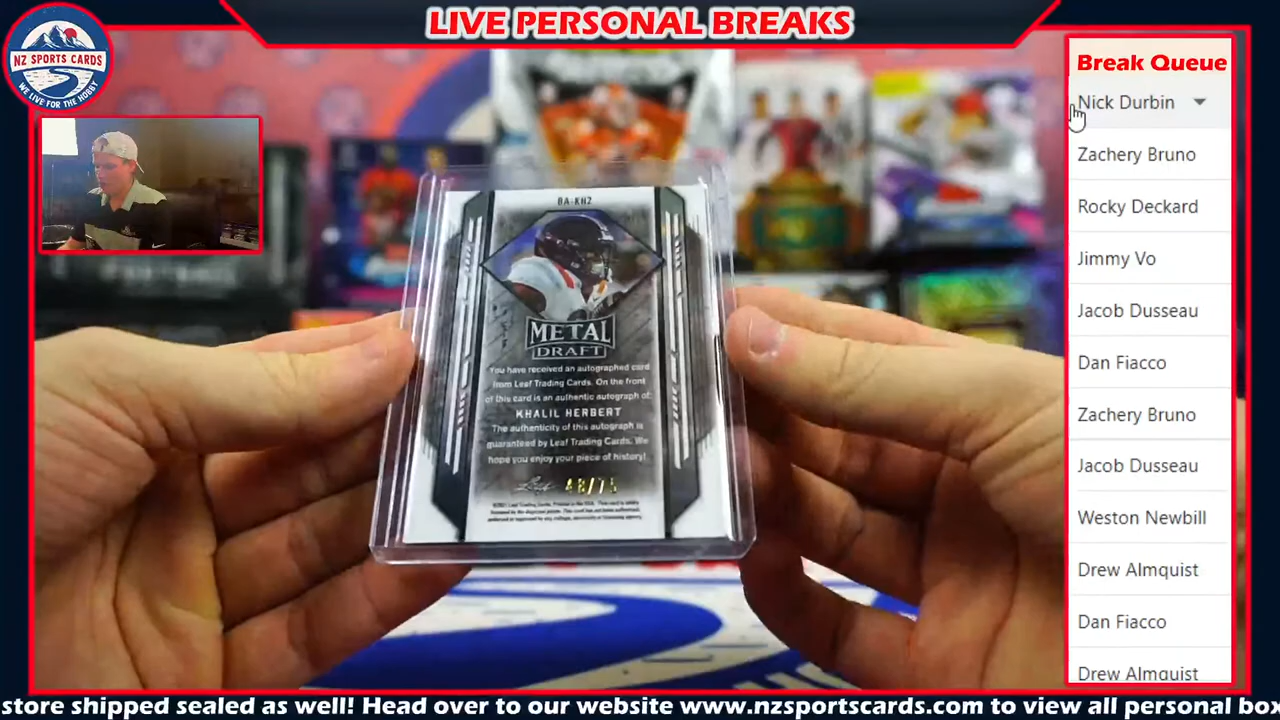 LIVE PERSONAL BREAKS
NZ SPORTS CARDS
WE LIVE FOR THE HOBBY
Break Queue
Nick Durbin
Zachery Bruno
Rocky Deckard
Jimmy Vo
Jacob Dusseau
Dan Fiacco
Zachery Bruno
Jacob Dusseau
Weston Newbill
Drew Almquist
Dan Fiacco
Drew Almquist
BA-KH2
METAL
DRAFT
You have received an autographed card
from Leaf Trading Cards. On the front
of this card is an authentic autograph of:
KHALIL HERBERT
The authenticity of this autograph is
guaranteed by Leaf Trading Cards. We
hope you enjoy your piece of history!
Leaf 48/75
store shipped sealed as well! Head over to our website www.nzsportscards.com to view all personal box